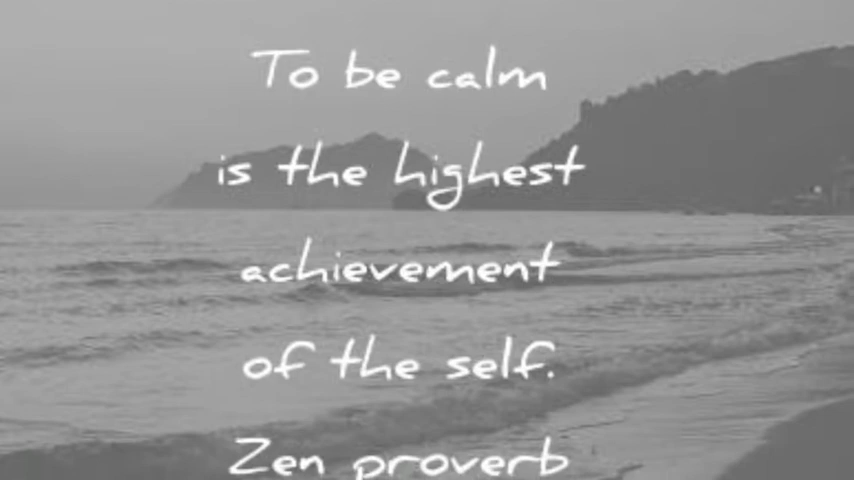 To be calm
is the highest
achievement
of the self.
Zen proverb